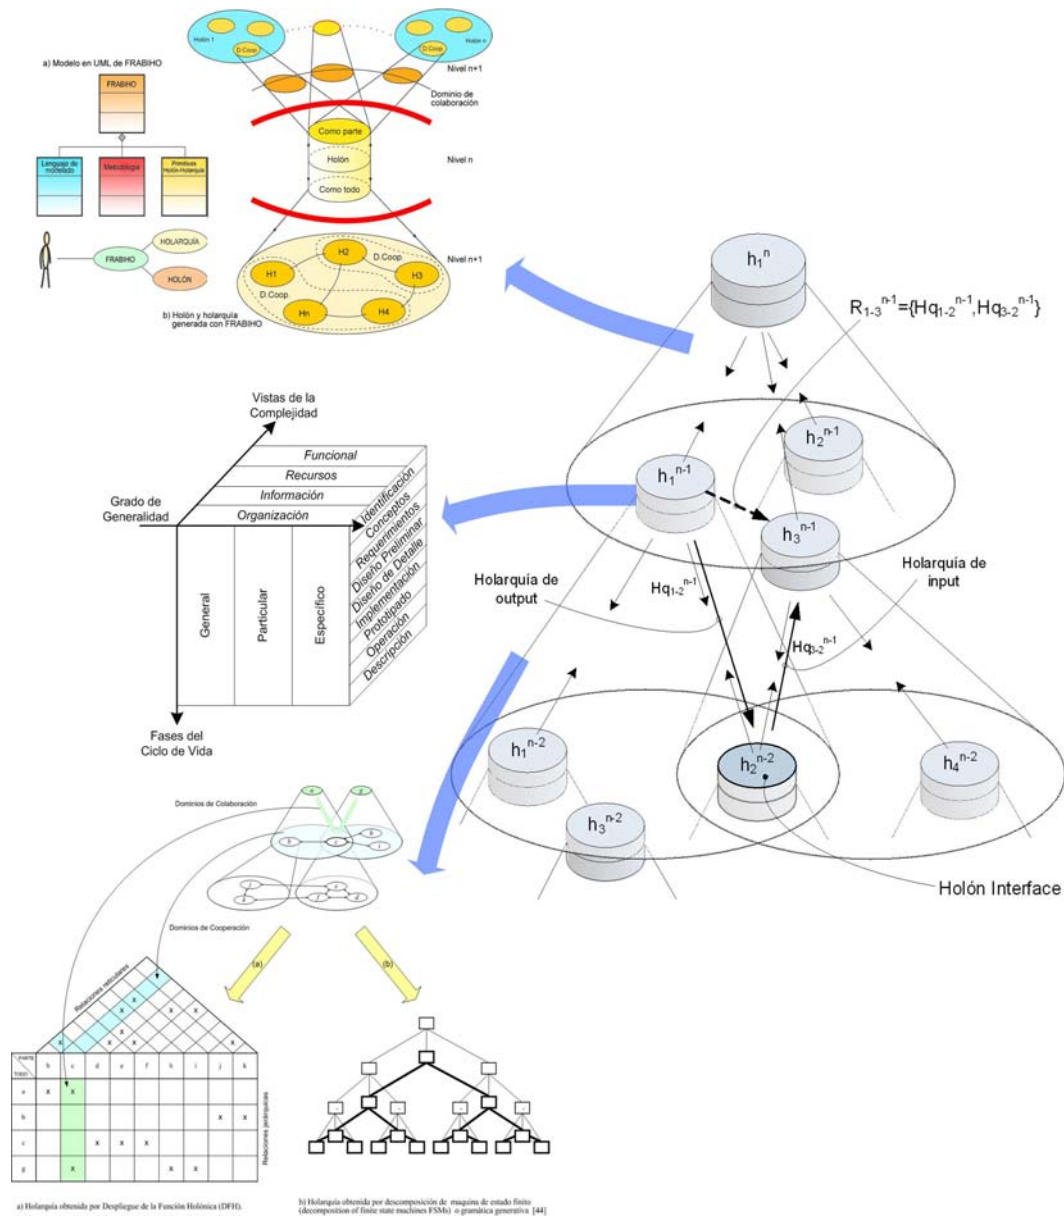 Holón 1
D.Coop
D.Coop
Holón n
a) Modelo en UML de FRABIHO
Nivel n+1
FRABIHO
Dominio de
colaboración
Como parte
Holón
Nivel n
Como todo
Lenguaje de
modelado
Metodología
Primitivas
Holón-Holarquía
HOLARQUÍA
FRABIHO
HOLÓN
H1
H2
D.Coop.
H3
Nivel n+1
D.Coop.
Hn
H4
b) Holón y holarquía
generada con FRABIHO
h₁ⁿ
R₁₋₃ⁿ⁻¹={Hq₁₋₂ⁿ⁻¹,Hq₃₋₂ⁿ⁻¹}
h₂ⁿ⁻¹
h₁ⁿ⁻¹
h₃ⁿ⁻¹
Holarquía de
output
Hq₁₋₂ⁿ⁻¹
Holarquía de
input
Hq₃₋₂ⁿ⁻¹
h₁ⁿ⁻²
h₂ⁿ⁻²
h₄ⁿ⁻²
h₃ⁿ⁻²
Holón Interface
Vistas de la
Complejidad
Funcional
Recursos
Información
Organización
Grado de
Generalidad
General
Particular
Específico
Identificación
Conceptos
Requerimientos
Diseño Preliminar
Diseño de Detalle
Implementación
Prototipado
Operación
Descripción
Fases del
Ciclo de Vida
Dominios de Colaboración
Dominios de Cooperación
(a)
(b)
Relaciones reticulares
x
x x x
x
x x x x
PARTE
TODO
b c d e f h i j k
a x x
b x x
c x x x
g x x x
Relaciones jerárquicas
a) Holarquía obtenida por Despliegue de la Función Holónica (DFH).
b) Holarquía obtenida por descomposición de maquina de estado finito
(decomposition of finite state machines FSMs) o gramática generativa [44]